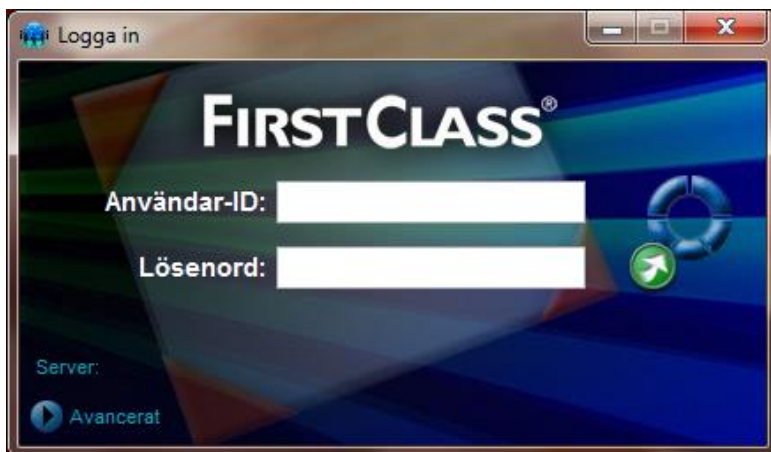 Logga in
FIRSTCLASS®
Användar-ID:
Lösenord:
Server:
Avancerat